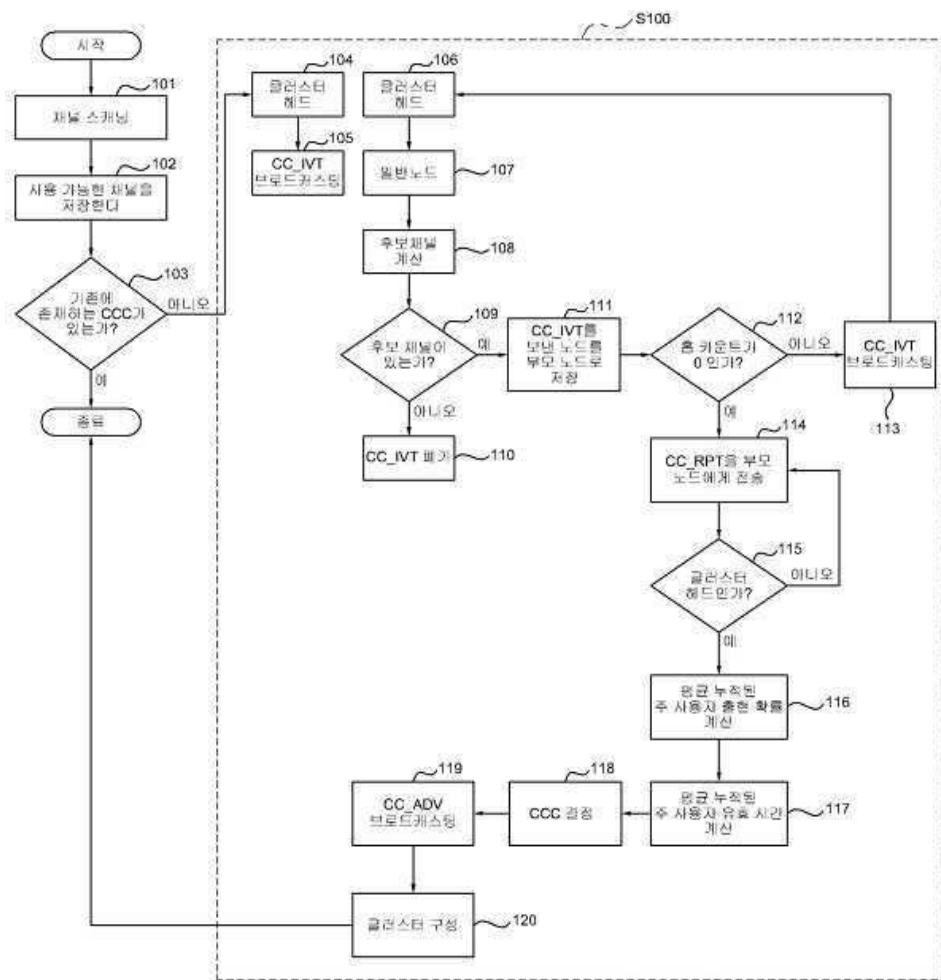 S100
시작
101
채널 스캐닝
102
사용 가능한 채널을
저장한다
103
기존에
존재하는 CCC가
있는가?
아니오
예
종료
104
클러스터
헤드
105
CC_IVT
브로드캐스팅
106
클러스터
헤드
일반노드
107
후보채널
계산
108
109
후보 채널이
있는가?
예
아니오
CC_IVT 폐기
110
111
CC_IVT를
보낸 노드를
부모 노드로
저장
112
홉 카운트가
0 인가?
아니오
예
CC_IVT
브로드캐스팅
113
114
CC_RPT을 부모
노드에게 전송
115
클러스터
헤드인가?
아니오
예
평균 누적된
주 사용자 출현 확률
계산
116
평균 누적된
주 사용자 유효 시간
계산
117
118
CCC 결정
119
CC_ADV
브로드캐스팅
클러스터 구성
120